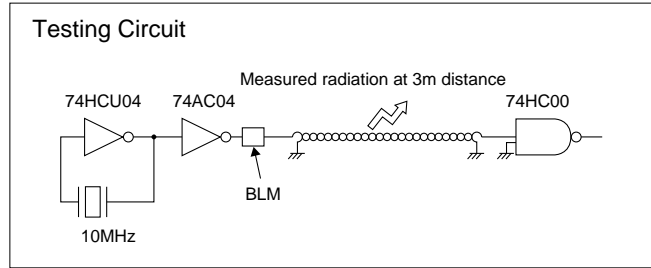 Testing Circuit
Measured radiation at 3m distance
74HCU04 74AC04 74HC00
BLM
10MHz